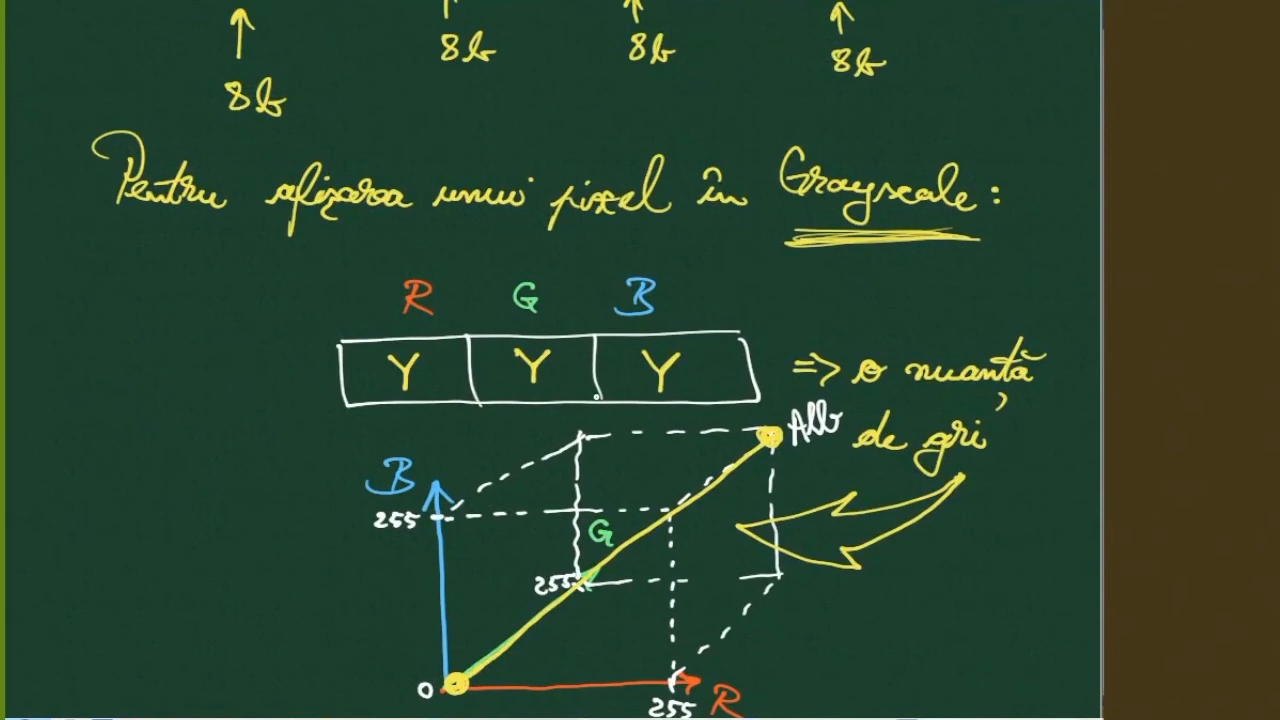 8b 8b 8b 8b
Pentru afișarea unui pixel în Grayscale:
R G B
Y Y Y => o nuanță
de gri
Alb
B
255
G
255
0
255 R